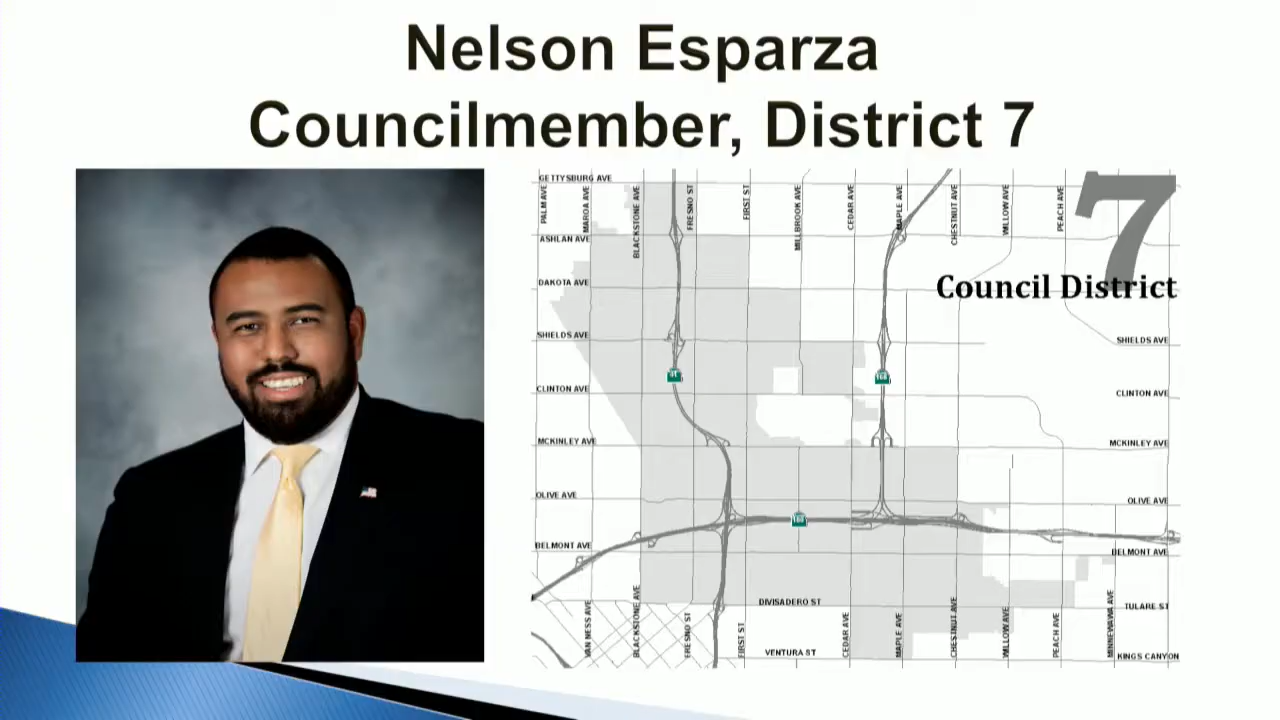 Nelson Esparza
Councilmember, District 7
GETTYSBURG AVE
PALM AVE
MAROA AVE
BLACKSTONE AVE
FRESNO ST
FIRST ST
MILLBROOK AVE
CEDAR AVE
MAPLE AVE
CHESTNUT AVE
WILLOW AVE
PEACH AVE
7
Council District
ASHLAN AVE
DAKOTA AVE
SHIELDS AVE
SHIELDS AVE
CLINTON AVE
CLINTON AVE
MCKINLEY AVE
MCKINLEY AVE
OLIVE AVE
OLIVE AVE
BELMONT AVE
BELMONT AVE
DIVISADERO ST
TULARE ST
VAN NESS AVE
BLACKSTONE AVE
FRESNO ST
FIRST ST
VENTURA ST
CEDAR AVE
MAPLE AVE
CHESTNUT AVE
WILLOW AVE
PEACH AVE
MINNEWAWA AVE
KINGS CANYON